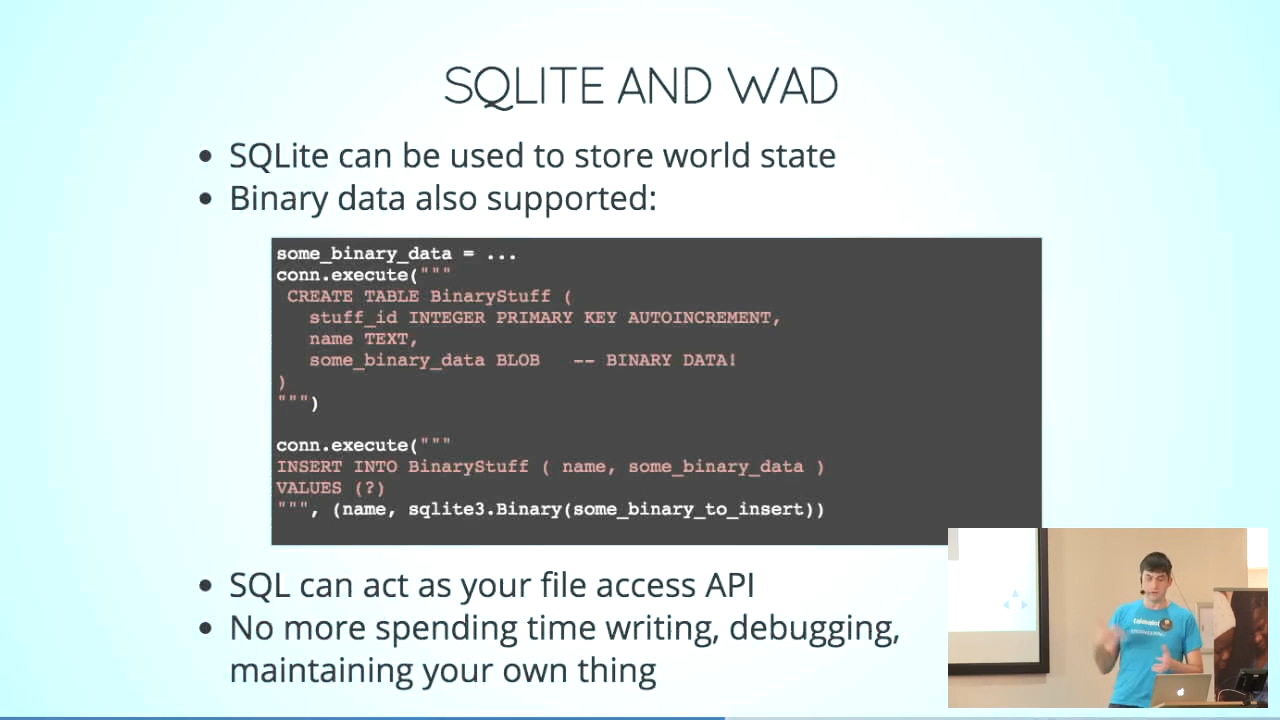 SQLITE AND WAD
• SQLite can be used to store world state
• Binary data also supported:
some_binary_data = ...
conn.execute("""
 CREATE TABLE BinaryStuff (
   stuff_id INTEGER PRIMARY KEY AUTOINCREMENT,
   name TEXT,
   some_binary_data BLOB   -- BINARY DATA!
)
""")
conn.execute("""
INSERT INTO BinaryStuff ( name, some_binary_data )
VALUES (?)
""", (name, sqlite3.Binary(some_binary_to_insert))
• SQL can act as your file access API
• No more spending time writing, debugging,
maintaining your own thing